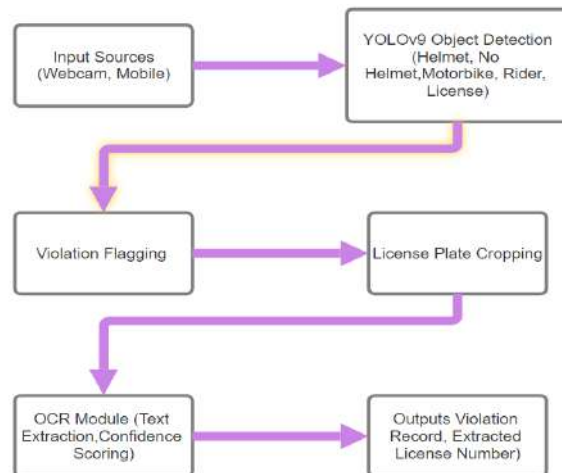 Input Sources
(Webcam, Mobile)
YOLOv9 Object Detection
(Helmet, No
Helmet,Motorbike, Rider,
License)
Violation Flagging
License Plate Cropping
OCR Module (Text
Extraction,Confidence
Scoring)
Outputs Violation
Record, Extracted
License Number)